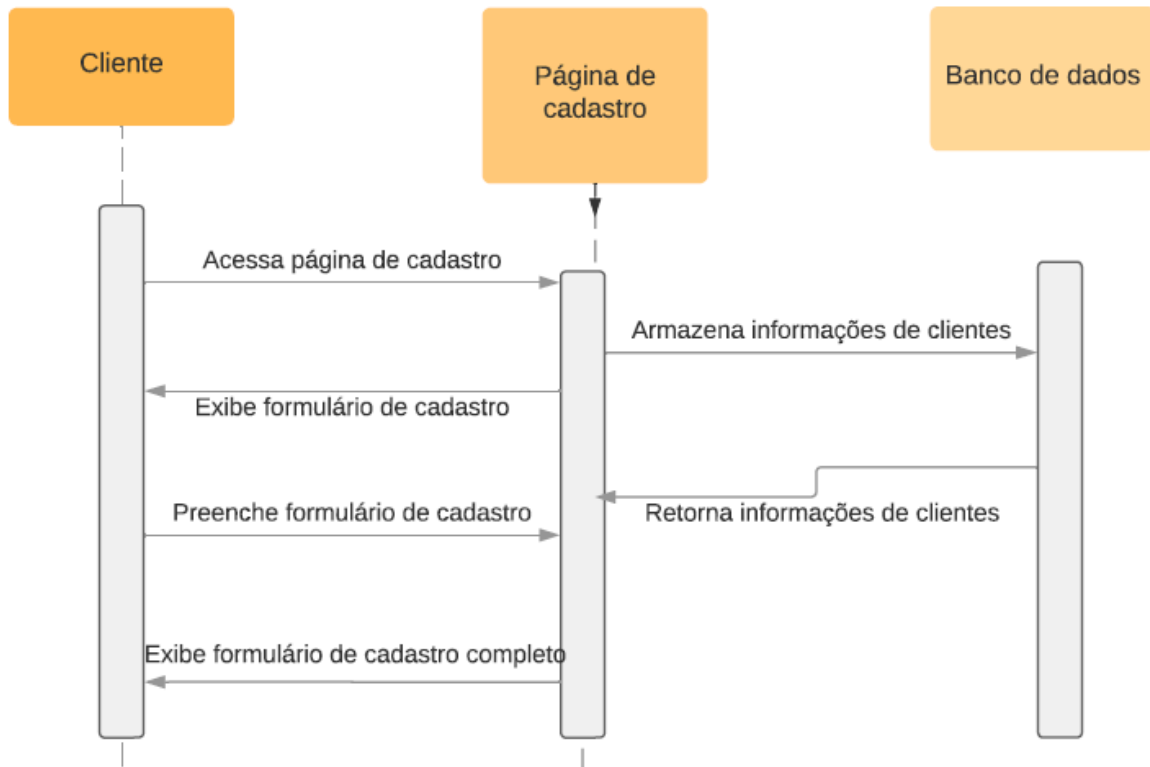 Cliente
Página de
cadastro
Banco de dados
Acessa página de cadastro
Armazena informações de clientes
Exibe formulário de cadastro
Preenche formulário de cadastro
Retorna informações de clientes
Exibe formulário de cadastro completo